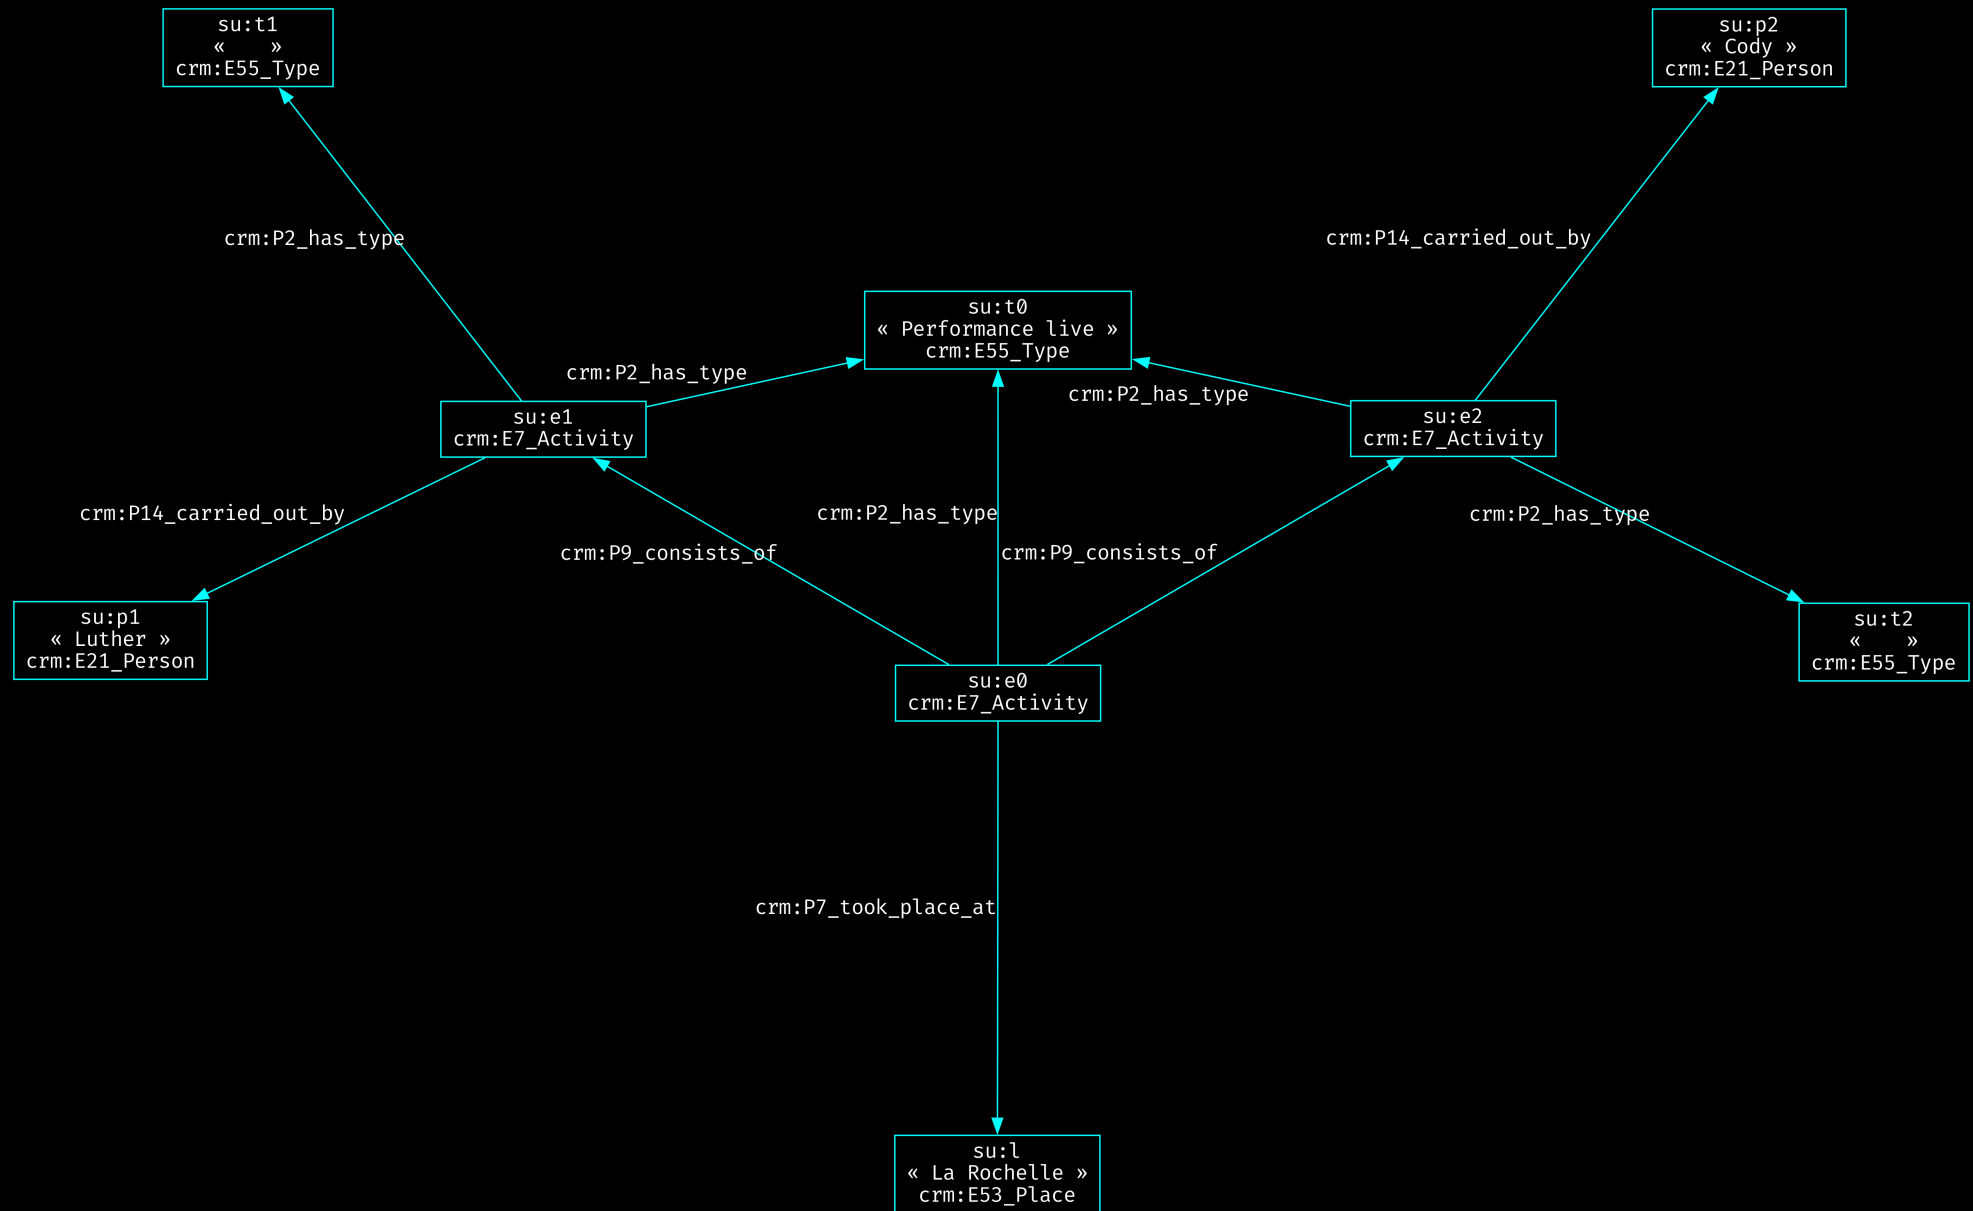 su:t1
« »
crm:E55_Type
su:p2
« Cody »
crm:E21_Person
crm:P2_has_type
crm:P14_carried_out_by
su:t0
« Performance live »
crm:E55_Type
crm:P2_has_type
crm:P2_has_type
su:e1
crm:E7_Activity
su:e2
crm:E7_Activity
crm:P14_carried_out_by
crm:P9_consists_of
crm:P2_has_type
crm:P9_consists_of
crm:P2_has_type
su:p1
« Luther »
crm:E21_Person
su:e0
crm:E7_Activity
su:t2
« »
crm:E55_Type
crm:P7_took_place_at
su:l
« La Rochelle »
crm:E53_Place